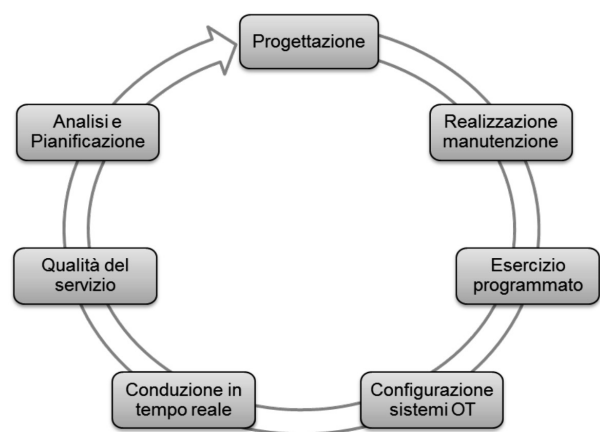 Progettazione
Realizzazione
manutenzione
Esercizio
programmato
Configurazione
sistemi OT
Conduzione in
tempo reale
Qualità del
servizio
Analisi e
Pianificazione